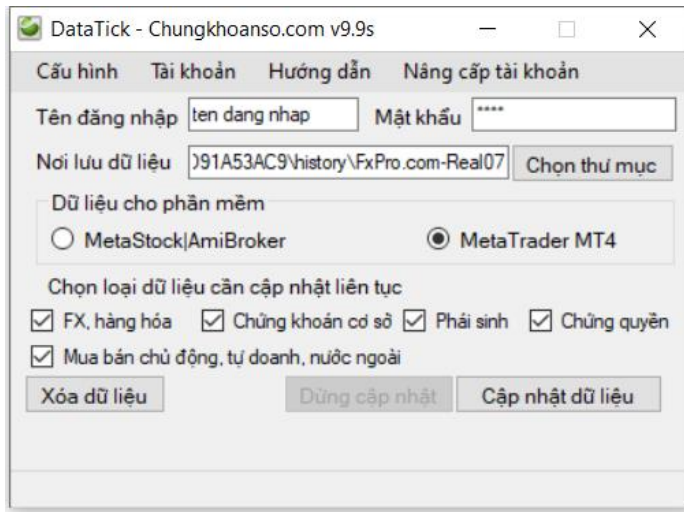 DataTick - Chungkhoanso.com v9.9s
Cấu hình Tài khoản Hướng dẫn Nâng cấp tài khoản
Tên đăng nhập ten dang nhap Mật khẩu ****
Nơi lưu dữ liệu )91A53AC9\history\FxPro.com-Real07 Chọn thư mục
Dữ liệu cho phần mềm
MetaStock|AmiBroker MetaTrader MT4
Chọn loại dữ liệu cần cập nhật liên tục
FX, hàng hóa Chứng khoán cơ sở Phái sinh Chứng quyền
Mua bán chủ động, tự doanh, nước ngoài
Xóa dữ liệu Dừng cập nhật Cập nhật dữ liệu